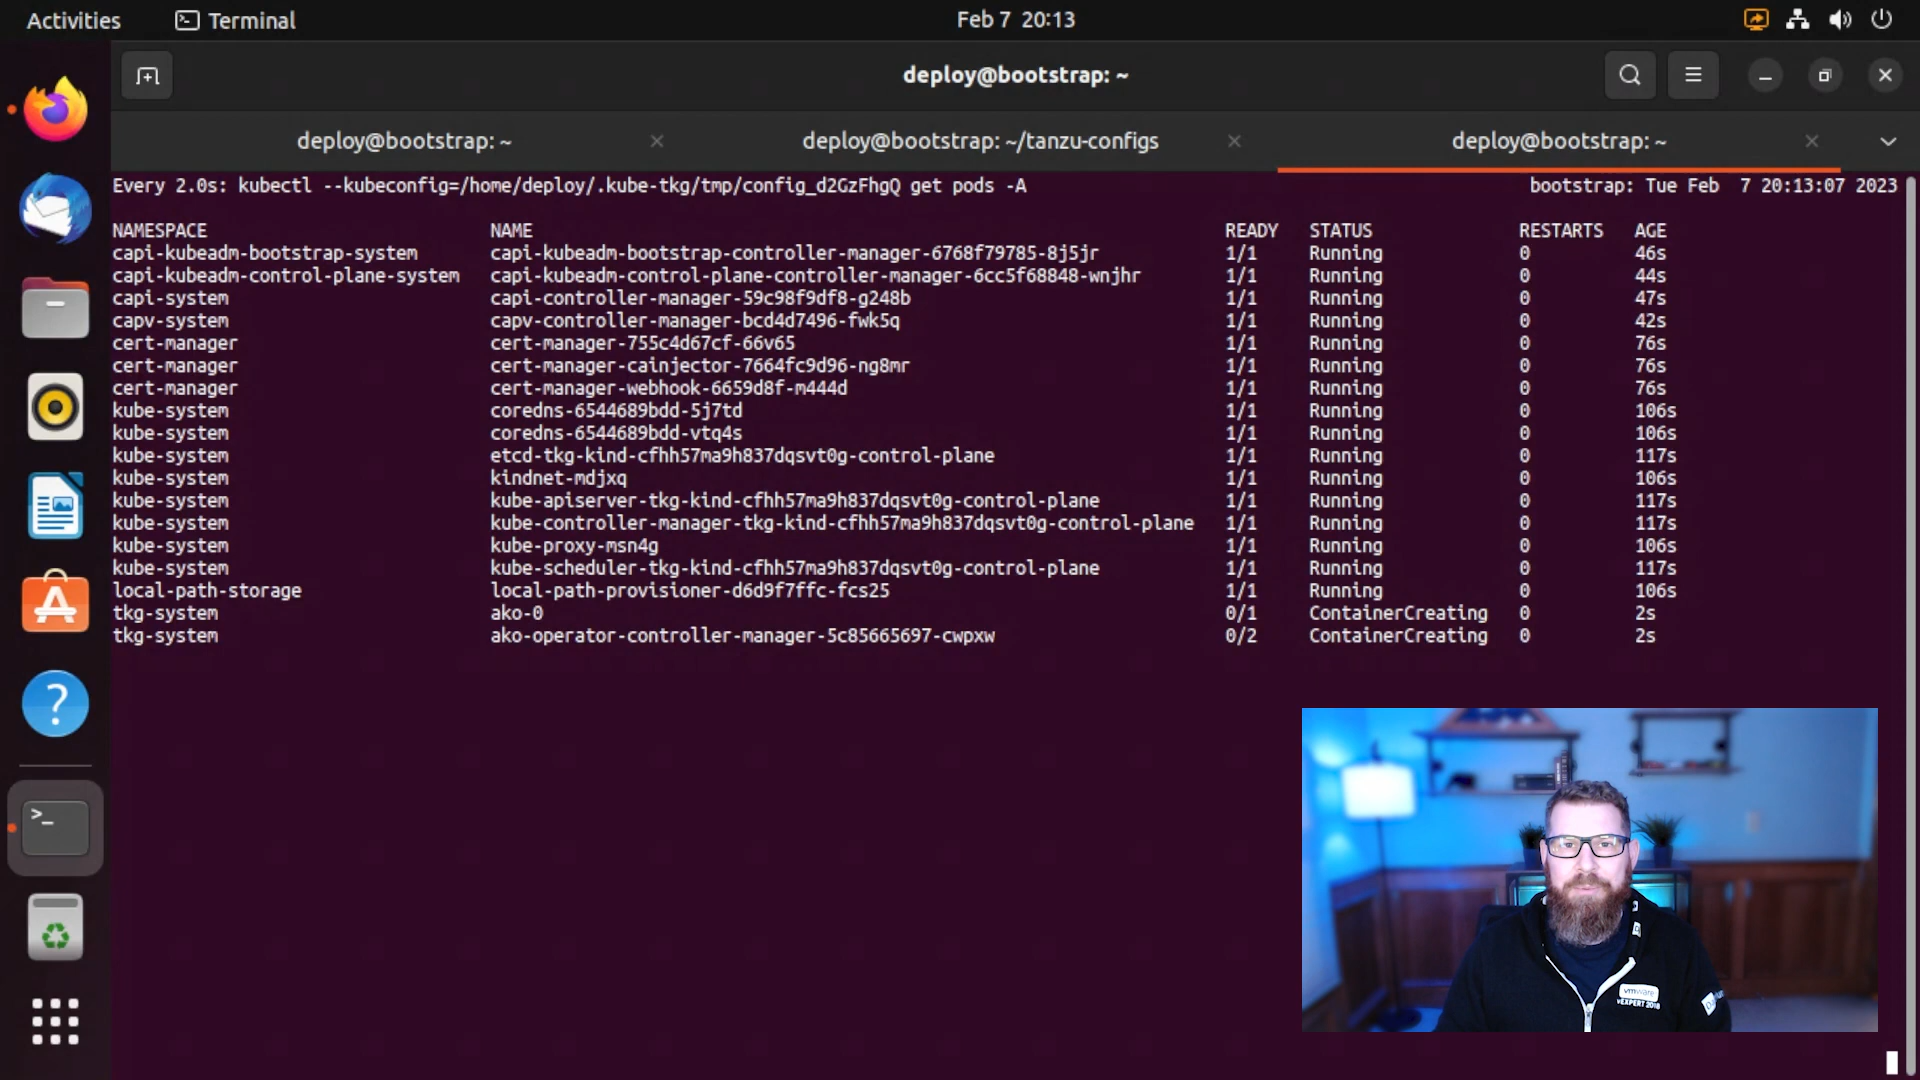 Activities Terminal Feb 7 20:13
deploy@bootstrap: ~
deploy@bootstrap: ~ deploy@bootstrap: ~/tanzu-configs deploy@bootstrap: ~
Every 2.0s: kubectl --kubeconfig=/home/deploy/.kube-tkg/tmp/config_d2GzFhgQ get pods -A bootstrap: Tue Feb 7 20:13:07 2023
NAMESPACE NAME READY STATUS RESTARTS AGE
capi-kubeadm-bootstrap-system capi-kubeadm-bootstrap-controller-manager-6768f79785-8j5jr 1/1 Running 0 46s
capi-kubeadm-control-plane-system capi-kubeadm-control-plane-controller-manager-6cc5f68848-wnjhr 1/1 Running 0 44s
capi-system capi-controller-manager-59c98f9df8-g248b 1/1 Running 0 47s
capv-system capv-controller-manager-bcd4d7496-fwk5q 1/1 Running 0 42s
cert-manager cert-manager-755c4d67cf-66v65 1/1 Running 0 76s
cert-manager cert-manager-cainjector-7664fc9d96-ng8mr 1/1 Running 0 76s
cert-manager cert-manager-webhook-6659d8f-m444d 1/1 Running 0 76s
kube-system coredns-6544689bdd-5j7td 1/1 Running 0 106s
kube-system coredns-6544689bdd-vtq4s 1/1 Running 0 106s
kube-system etcd-tkg-kind-cfhh57ma9h837dqsvt0g-control-plane 1/1 Running 0 117s
kube-system kindnet-mdjxq 1/1 Running 0 106s
kube-system kube-apiserver-tkg-kind-cfhh57ma9h837dqsvt0g-control-plane 1/1 Running 0 117s
kube-system kube-controller-manager-tkg-kind-cfhh57ma9h837dqsvt0g-control-plane 1/1 Running 0 117s
kube-system kube-proxy-msn4g 1/1 Running 0 106s
kube-system kube-scheduler-tkg-kind-cfhh57ma9h837dqsvt0g-control-plane 1/1 Running 0 117s
local-path-storage local-path-provisioner-d6d9f7ffc-fcs25 1/1 Running 0 106s
tkg-system ako-0 0/1 ContainerCreating 0 2s
tkg-system ako-operator-controller-manager-5c85665697-cwpxw 0/2 ContainerCreating 0 2s
vmware
vEXPERT 2018